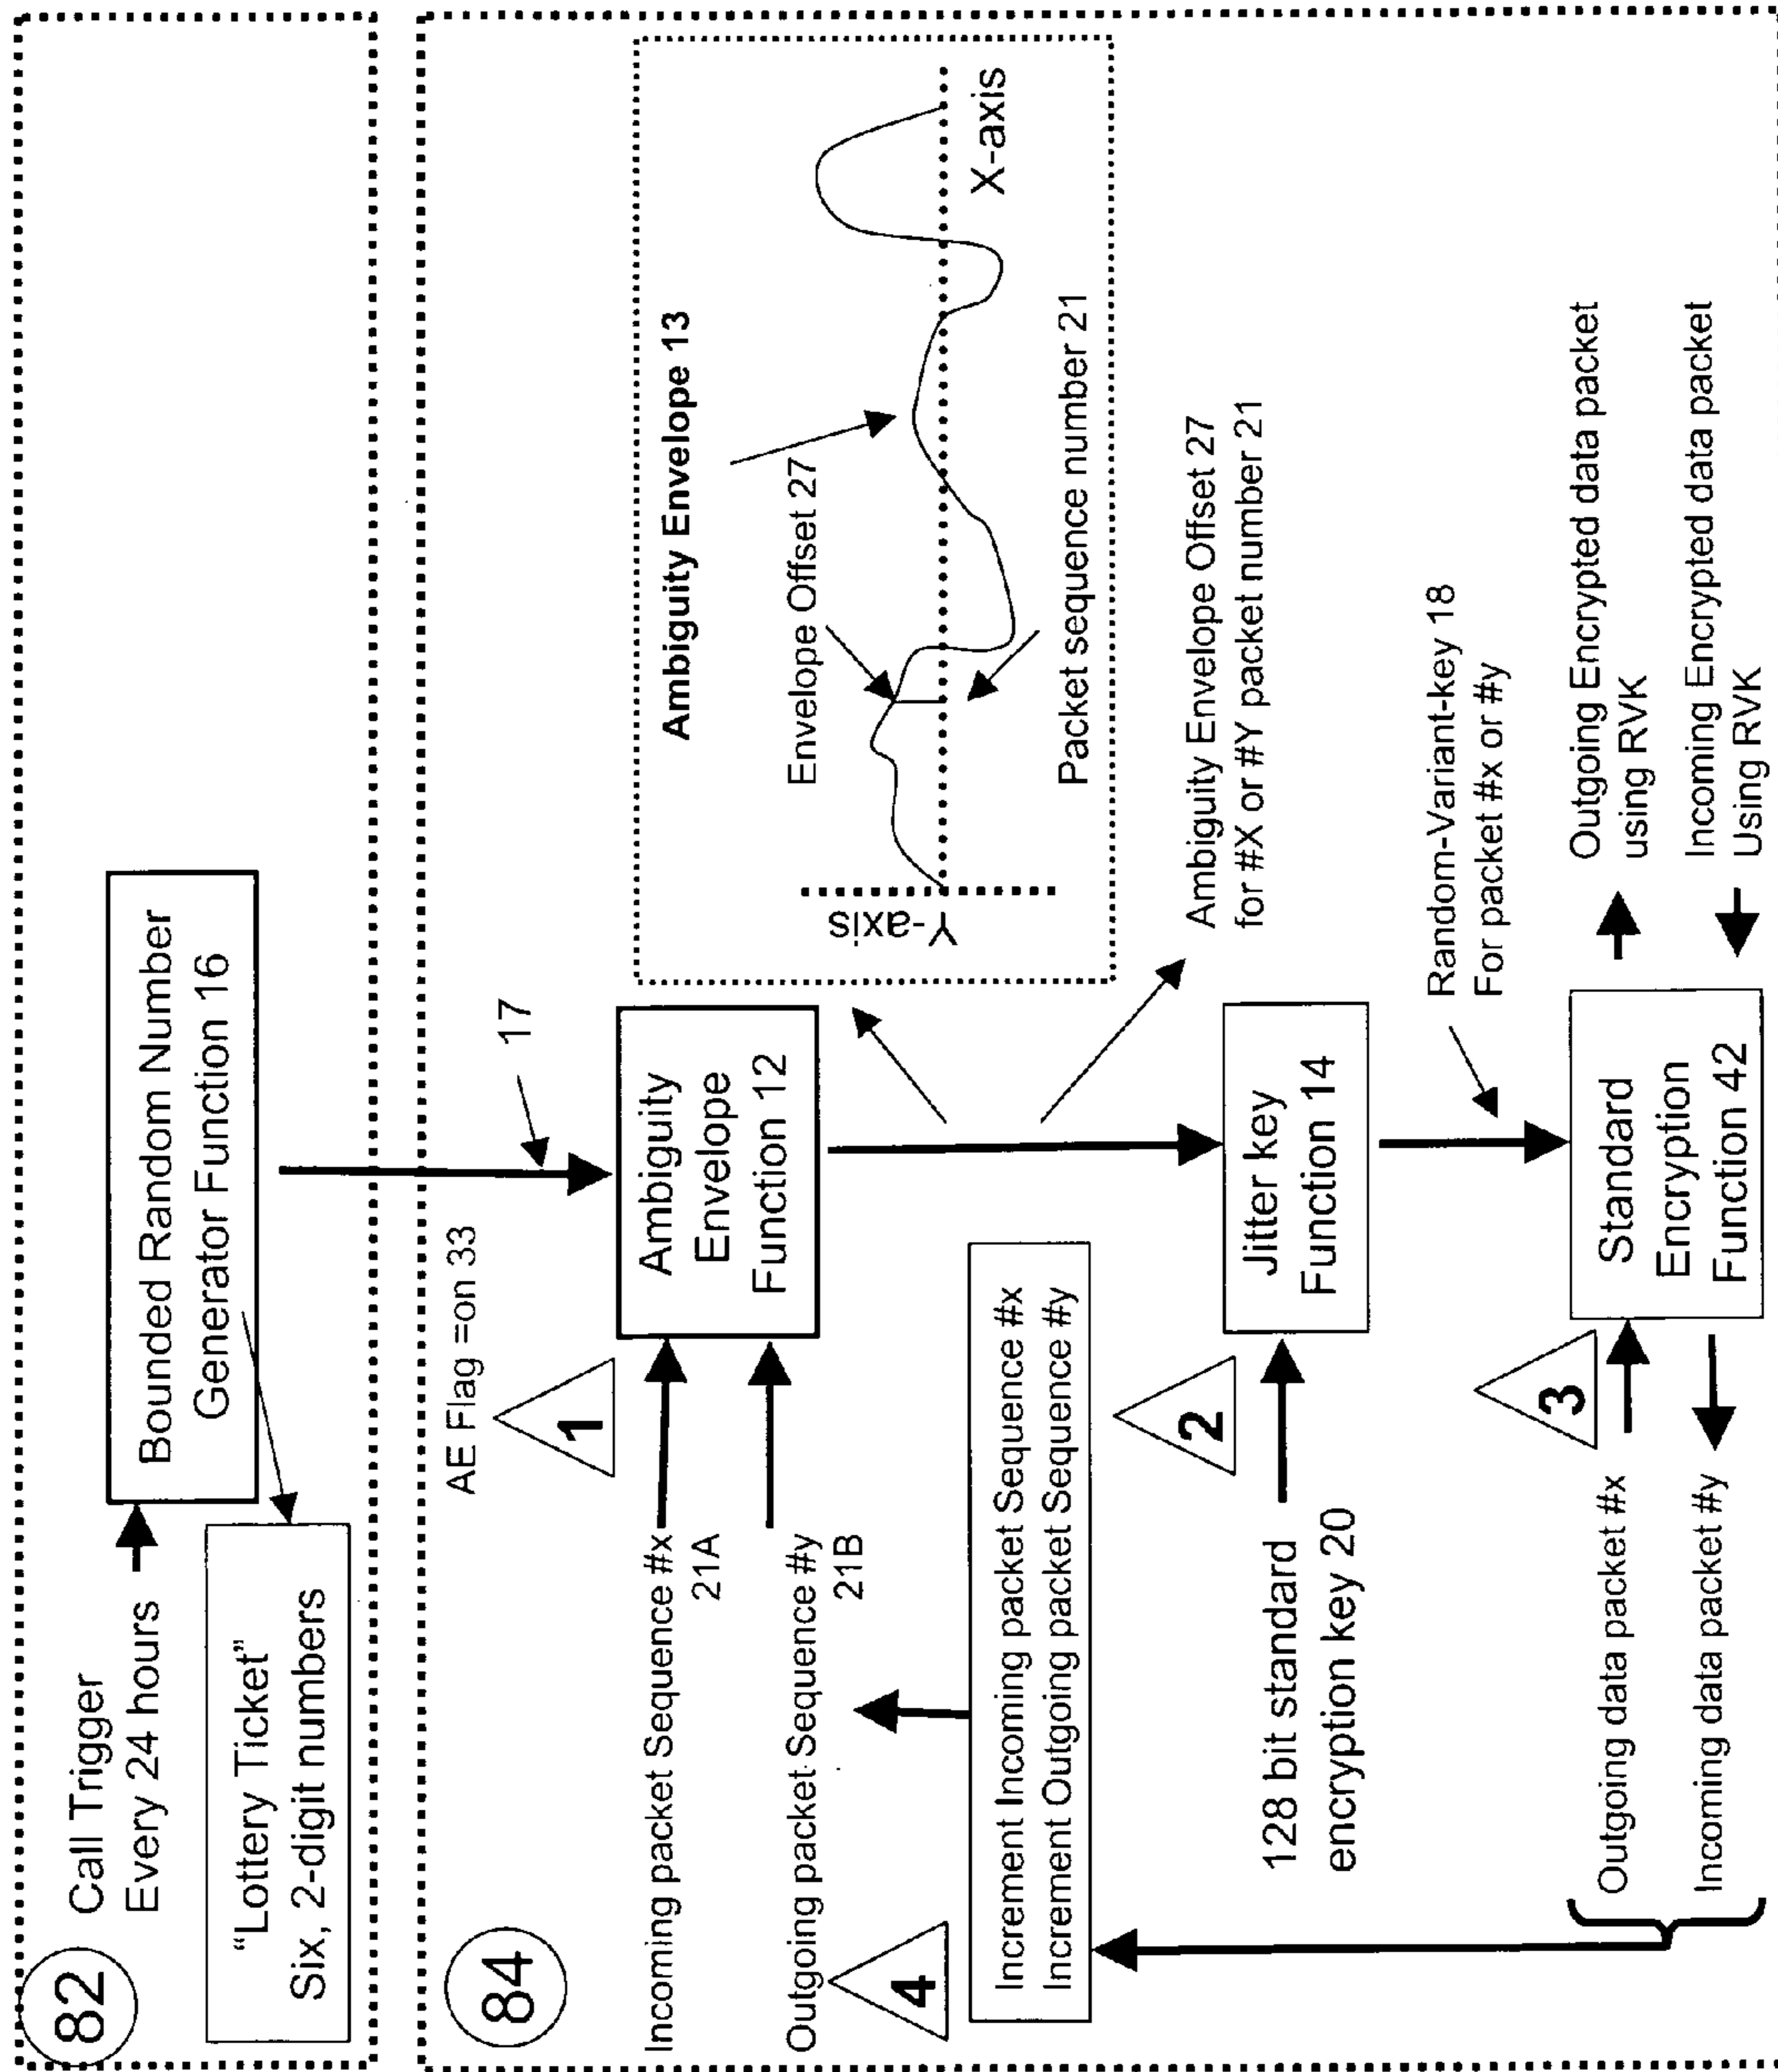 82
Call Trigger
Every 24 hours
Bounded Random Number
Generator Function 16
“Lottery Ticket”
Six, 2-digit numbers
84
AE Flag =on 33
17
1
Incoming packet Sequence #x
21A
Outgoing packet Sequence #y
21B
Ambiguity
Envelope
Function 12
Ambiguity Envelope 13
Envelope Offset 27
Y-axis
X-axis
Packet sequence number 21
4
Increment Incoming packet Sequence #x
Increment Outgoing packet Sequence #y
Ambiguity Envelope Offset 27
for #X or #Y packet number 21
2
128 bit standard
encryption key 20
Jitter key
Function 14
Random-Variant-key 18
For packet #x or #y
3
Outgoing data packet #x
Incoming data packet #y
Standard
Encryption
Function 42
Outgoing Encrypted data packet
using RVK
Incoming Encrypted data packet
Using RVK